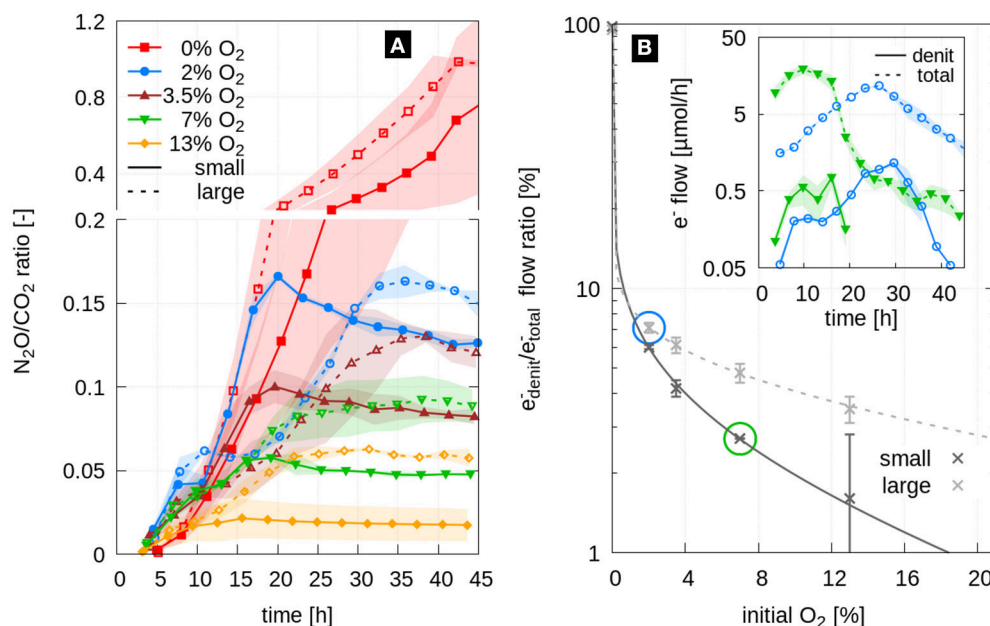 A
N₂O/CO₂ ratio [-]
1.2
0.8
0.4
0.2
0.15
0.1
0.05
0
0% O₂
2% O₂
3.5% O₂
7% O₂
13% O₂
small
large
0 5 10 15 20 25 30 35 40 45
time [h]
B
e⁻denit/e⁻total flow ratio [%]
100
10
1
e⁻ flow [μmol/h]
50
5
0.5
0.05
denit
total
0 10 20 30 40
time [h]
small
large
0 4 8 12 16 20
initial O₂ [%]